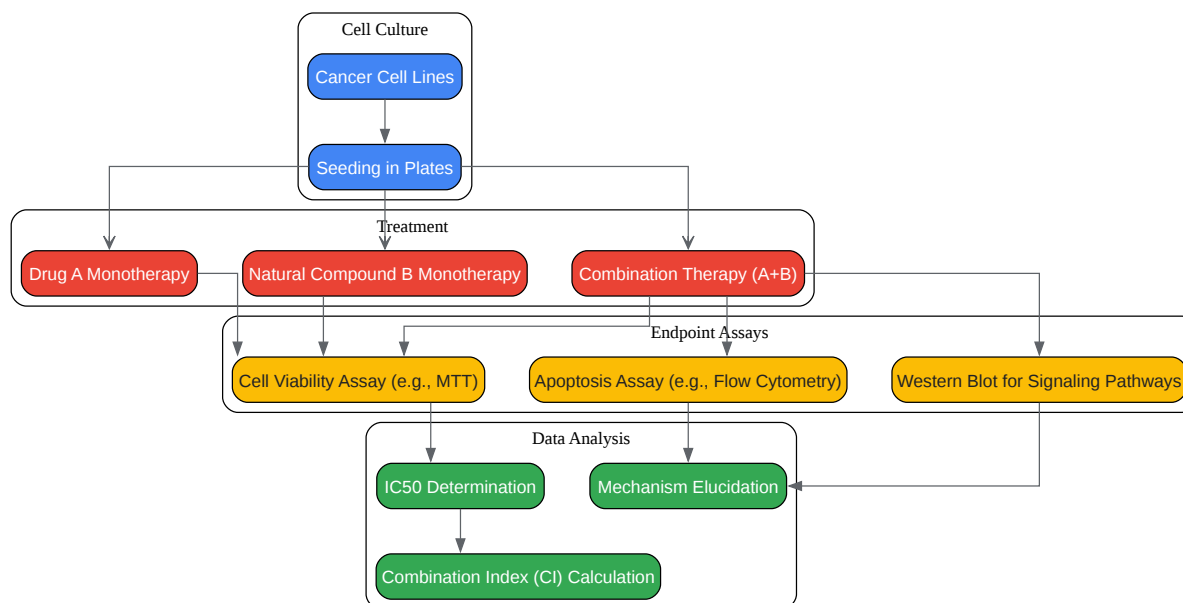 Cell Culture
Cancer Cell Lines
Seeding in Plates
Treatment
Drug A Monotherapy
Natural Compound B Monotherapy
Combination Therapy (A+B)
Endpoint Assays
Cell Viability Assay (e.g., MTT)
Apoptosis Assay (e.g., Flow Cytometry)
Western Blot for Signaling Pathways
Data Analysis
IC50 Determination
Mechanism Elucidation
Combination Index (CI) Calculation